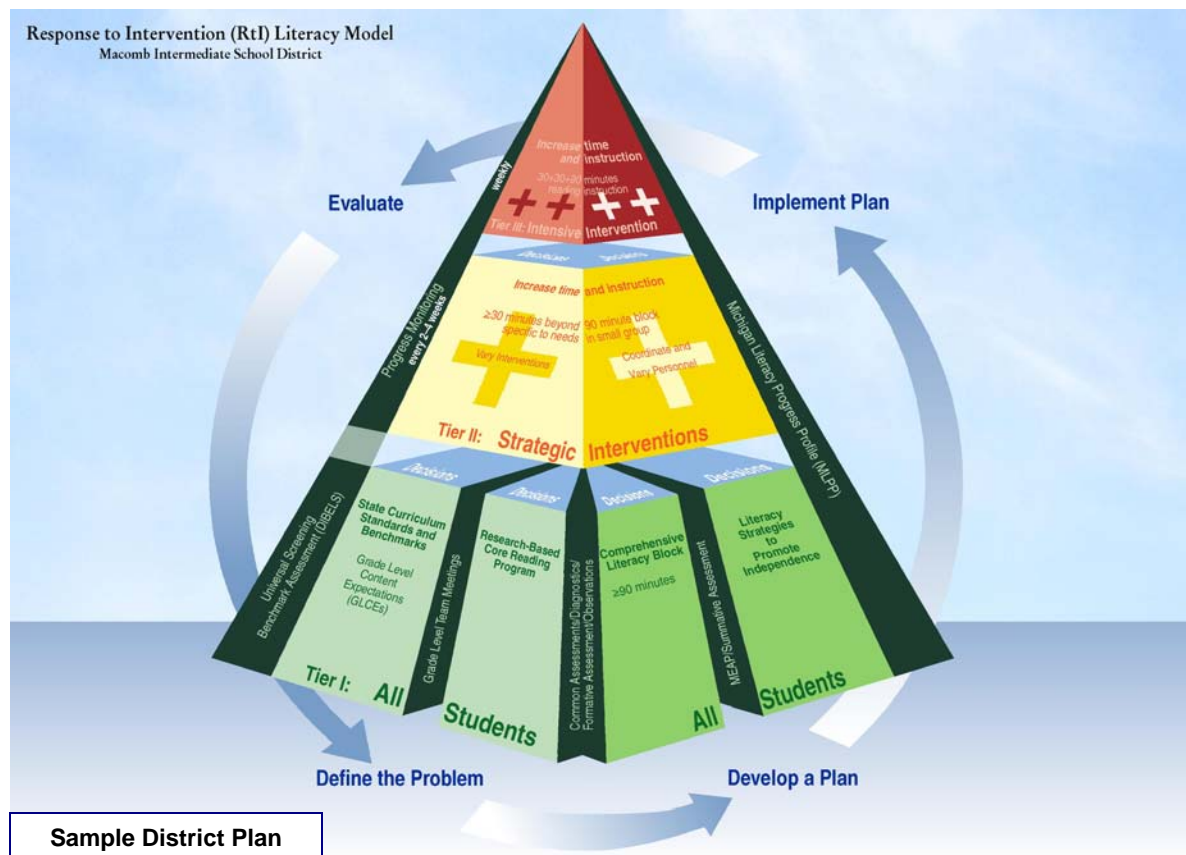 Response to Intervention (RtI) Literacy Model
Macomb Intermediate School District
Evaluate
Implement Plan
weekly
Increase time
and instruction
30+30+90 minutes
reading instruction
Tier III: Intensive Intervention
Decisions
Decisions
Progress Monitoring
every 2–4 weeks
Increase time and instruction
≥30 minutes beyond
specific to needs
90 minute block
in small group
Vary Interventions
Coordinate and
Vary Personnel
Tier II: Strategic Interventions
Michigan Literacy Progress Profile (MLPP)
Universal Screening
Benchmark Assessment (DIBELS)
Decisions
State Curriculum
Standards and
Benchmarks
Grade Level
Content
Expectations
(GLCEs)
Grade Level Team Meetings
Decisions
Research-Based
Core Reading
Program
Common Assessments/Diagnostics/
Formative Assessment/Observations
Decisions
Comprehensive
Literacy Block
≥90 minutes
MEAP/Summative Assessment
Decisions
Literacy
Strategies
to
Promote
Independence
Tier I: All
Students
All
Students
Define the Problem
Develop a Plan
Sample District Plan